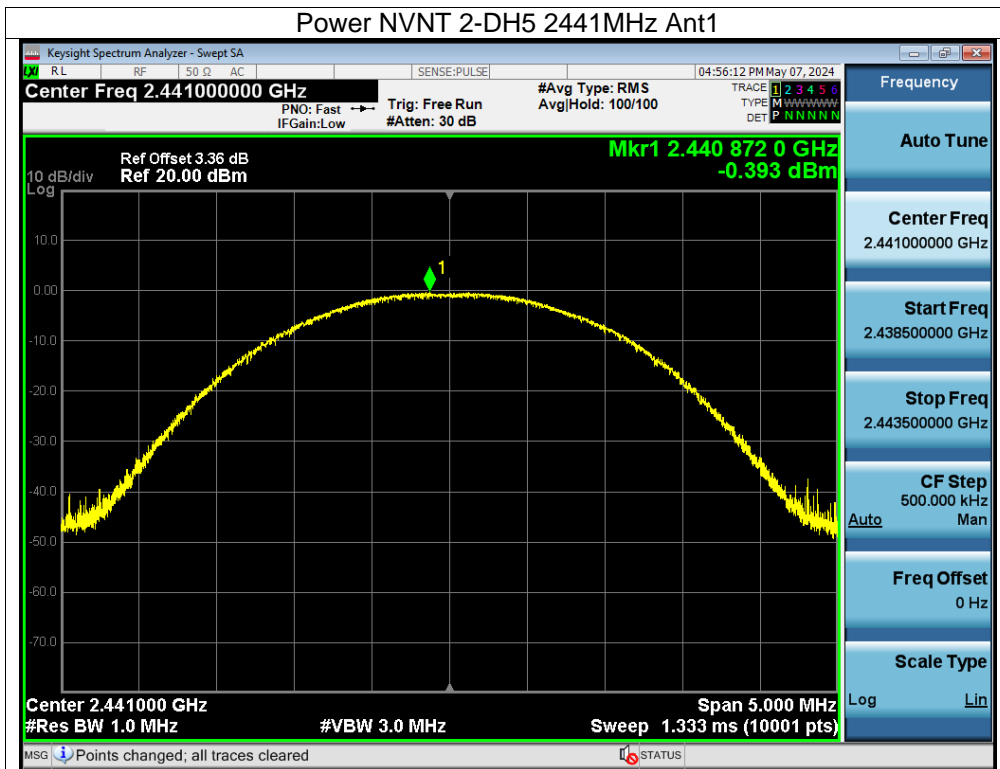 Power NVNT 2-DH5 2441MHz Ant1
Keysight Spectrum Analyzer - Swept SA
LXI RL RF 50 Ω AC SENSE:PULSE 04:56:12 PM May 07, 2024
Center Freq 2.441000000 GHz
PNO: Fast
IFGain:Low
Trig: Free Run
#Atten: 30 dB
#Avg Type: RMS
Avg|Hold: 100/100
TRACE 1 2 3 4 5 6
TYPE M WWWWW
DET P N N N N N
Frequency
Mkr1 2.440 872 0 GHz
-0.393 dBm
Ref Offset 3.36 dB
10 dB/div Ref 20.00 dBm
Log
10.0
0.00
-10.0
-20.0
-30.0
-40.0
-50.0
-60.0
-70.0
1
Center 2.441000 GHz
#Res BW 1.0 MHz
#VBW 3.0 MHz
Span 5.000 MHz
Sweep 1.333 ms (10001 pts)
Auto Tune
Center Freq
2.441000000 GHz
Start Freq
2.438500000 GHz
Stop Freq
2.443500000 GHz
CF Step
500.000 kHz
Auto Man
Freq Offset
0 Hz
Scale Type
Log Lin
MSG Points changed; all traces cleared STATUS